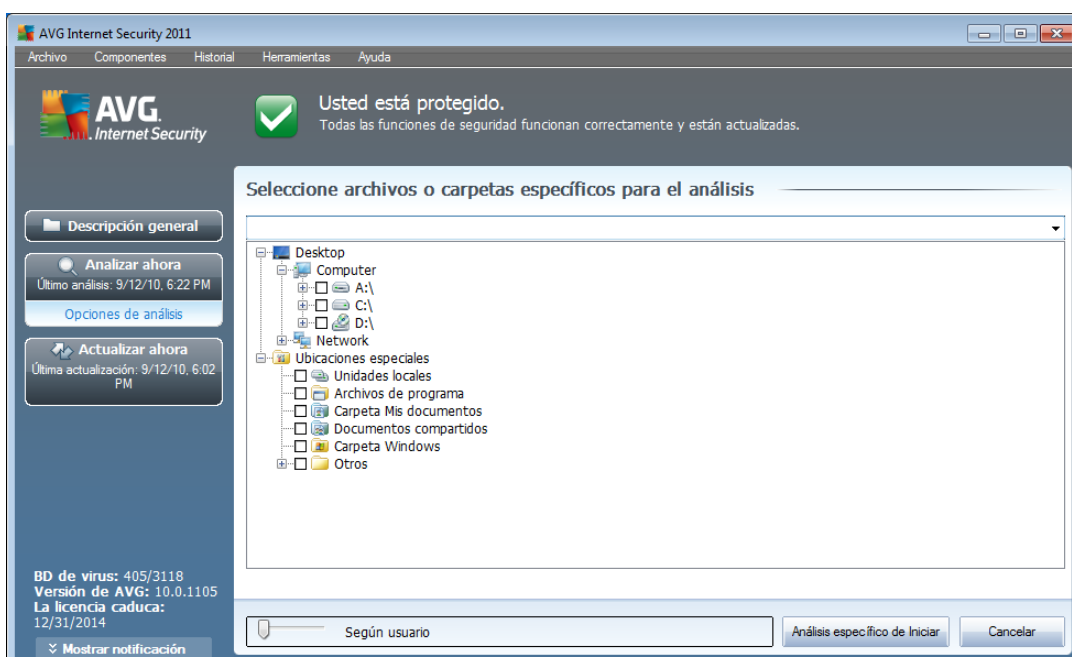 AVG Internet Security 2011
Archivo Componentes Historial Herramientas Ayuda
AVG.
Internet Security
Usted está protegido.
Todas las funciones de seguridad funcionan correctamente y están actualizadas.
Descripción general
Analizar ahora
Último análisis: 9/12/10, 6:22 PM
Opciones de análisis
Actualizar ahora
Última actualización: 9/12/10, 6:02
PM
BD de virus: 405/3118
Versión de AVG: 10.0.1105
La licencia caduca:
12/31/2014
Mostrar notificación
Seleccione archivos o carpetas específicos para el análisis
Desktop
Computer
A:\
C:\
D:\
Network
Ubicaciones especiales
Unidades locales
Archivos de programa
Carpeta Mis documentos
Documentos compartidos
Carpeta Windows
Otros
Según usuario
Análisis específico de Iniciar
Cancelar